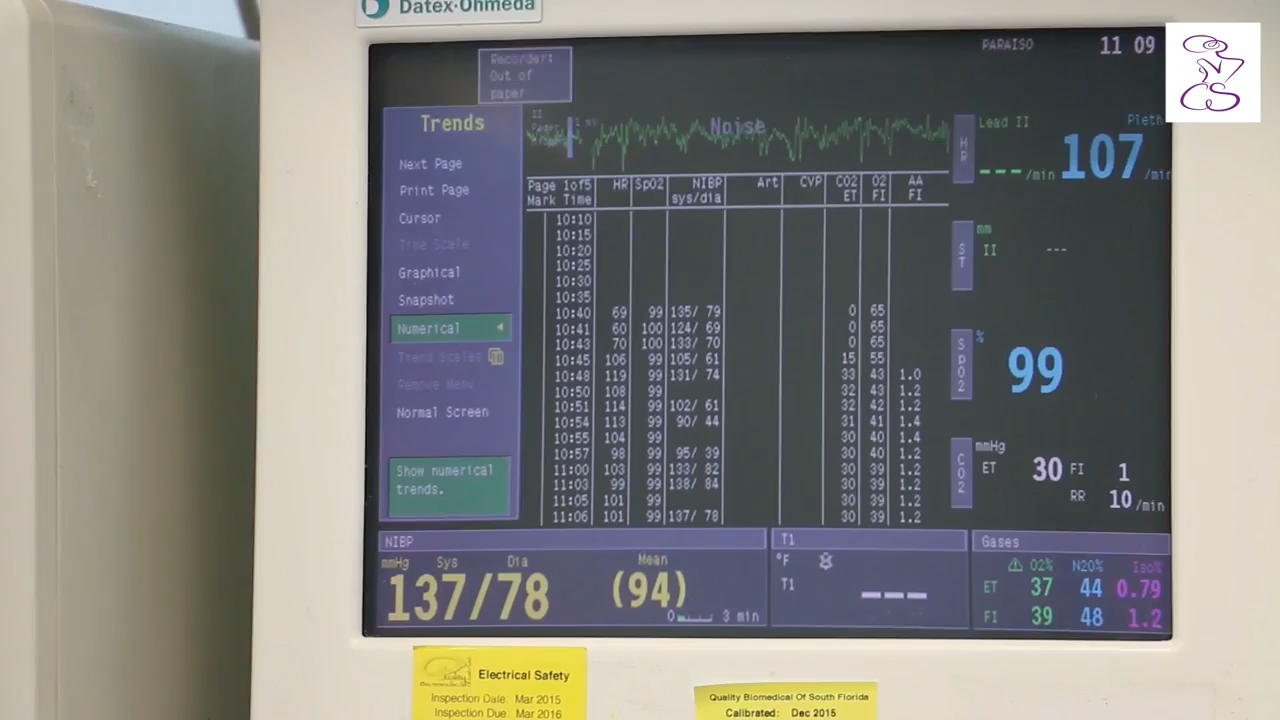 Datex-Ohmeda
PARAISO 11 09
Recorder:
Out of
paper
Trends
Next Page
Print Page
Cursor
Time Scale
Graphical
Snapshot
Numerical
Trend Scales
Remove Menu
Normal Screen
Show numerical
trends.
II
Noise
Page 1of5 HR SpO2 NIBP Art CVP CO2 O2 AA
Mark Time sys/dia ET FI FI
10:10
10:15
10:20
10:25
10:30
10:35
10:40 69 99 135/ 79 0 65
10:41 60 100 124/ 69 0 65
10:43 70 100 133/ 70 0 65
10:45 106 99 105/ 61 15 55
10:48 119 99 131/ 74 33 43 1.0
10:50 108 99 32 43 1.2
10:51 114 99 102/ 61 32 42 1.2
10:54 113 99 90/ 44 31 41 1.4
10:55 104 99 30 40 1.4
10:57 98 99 95/ 39 30 40 1.2
11:00 103 99 133/ 82 30 39 1.2
11:03 99 99 138/ 84 30 39 1.2
11:05 101 99 30 39 1.2
11:06 101 99 137/ 78 30 39 1.2
HR
Lead II Pleth
---/min 107 /min
ST
mm
II ---
SpO2
%
99
CO2
mmHg
ET 30 FI 1
RR 10 /min
NIBP
mmHg Sys Dia Mean
137/78 (94)
0 3 min
T1
°F
T1 ---
Gases
O2% N2O% Iso%
ET 37 44 0.79
FI 39 48 1.2
Electrical Safety
Inspection Date: Mar 2015
Inspection Due: Mar 2016
Quality Biomedical Of South Florida
Calibrated: Dec 2015